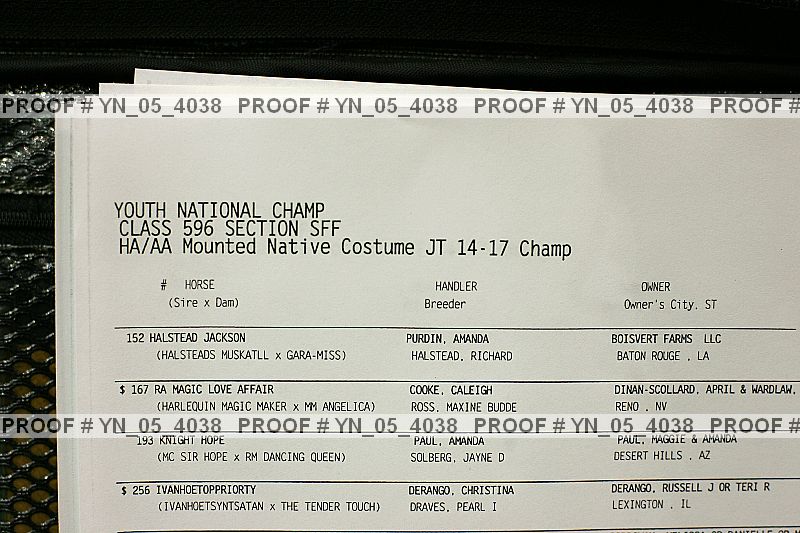 PROOF # YN_05_4038 PROOF # YN_05_4038 PROOF # YN_05_4038 PROOF #
YOUTH NATIONAL CHAMP
CLASS 596 SECTION SFF
HA/AA Mounted Native Costume JT 14-17 Champ
# HORSE HANDLER OWNER
(Sire x Dam) Breeder Owner's City, ST
152 HALSTEAD JACKSON PURDIN, AMANDA BOISVERT FARMS LLC
(HALSTEADS MUSKATLL x GARA-MISS) HALSTEAD, RICHARD BATON ROUGE , LA
$ 167 RA MAGIC LOVE AFFAIR COOKE, CALEIGH DINAN-SCOLLARD, APRIL & WARDLAW,
(HARLEQUIN MAGIC MAKER x MM ANGELICA) ROSS, MAXINE BUDDE RENO , NV
PROOF # YN_05_4038 PROOF # YN_05_4038 PROOF # YN_05_4038 PROOF #
193 KNIGHT HOPE PAUL, AMANDA PAUL, MAGGIE & AMANDA
(MC SIR HOPE x RM DANCING QUEEN) SOLBERG, JAYNE D DESERT HILLS , AZ
$ 256 IVANHOETOPPRIORTY DERANGO, CHRISTINA DERANGO, RUSSELL J OR TERI R
(IVANHOETSYNTSATAN x THE TENDER TOUCH) DRAVES, PEARL I LEXINGTON , IL